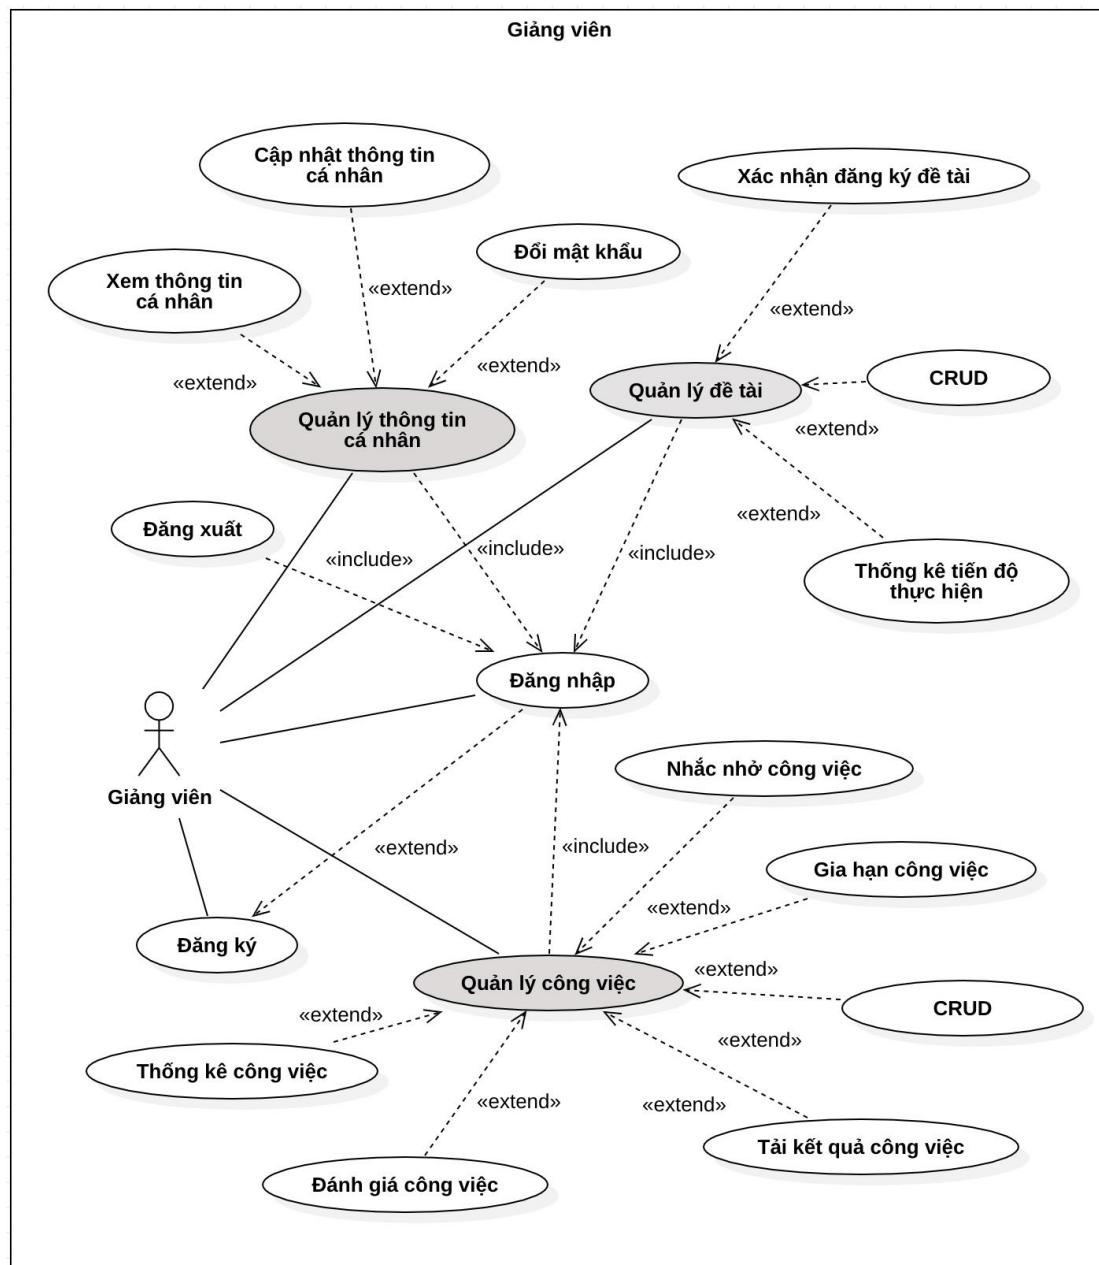 Giảng viên
Cập nhật thông tin
cá nhân
Xác nhận đăng ký đề tài
Đổi mật khẩu
Xem thông tin
cá nhân
«extend»
«extend»
«extend»
«extend»
«extend»
Quản lý đề tài
CRUD
Quản lý thông tin
cá nhân
«extend»
«extend»
Đăng xuất
«include»
«include»
«include»
Thống kê tiến độ
thực hiện
Đăng nhập
Nhắc nhở công việc
Giảng viên
«extend»
«include»
Gia hạn công việc
«extend»
Đăng ký
«extend»
Quản lý công việc
CRUD
«extend»
«extend»
Thống kê công việc
«extend»
«extend»
Tải kết quả công việc
Đánh giá công việc